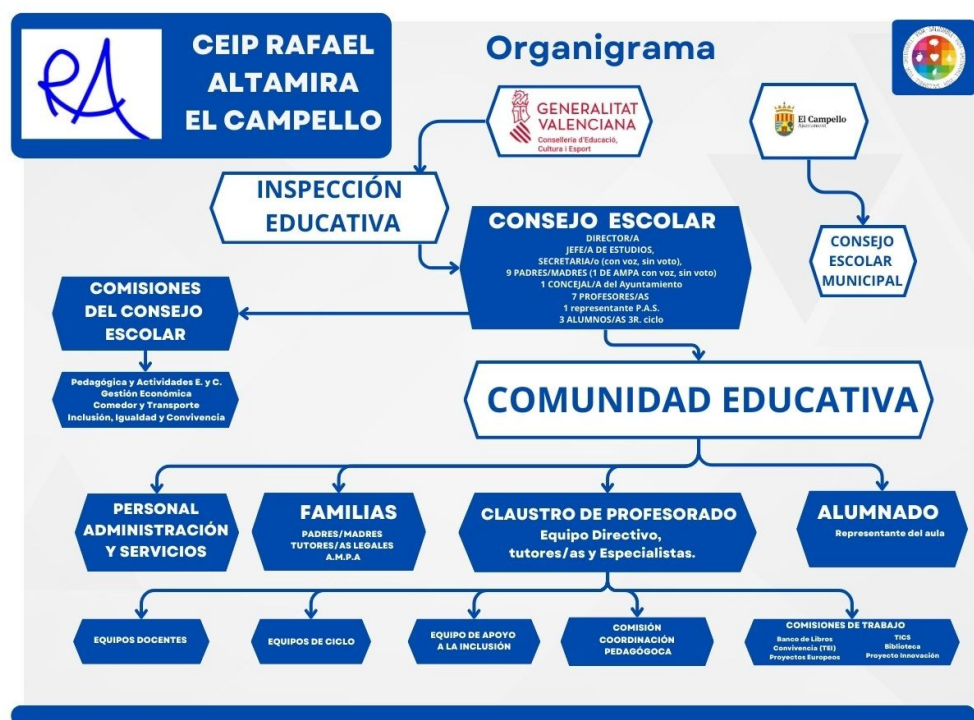 RA
CEIP RAFAEL
ALTAMIRA
EL CAMPELLO
Organigrama
GENERALITAT
VALENCIANA
Conselleria d'Educació,
Cultura i Esport
El Campello
Ajuntament
INSPECCIÓN
EDUCATIVA
CONSEJO ESCOLAR
DIRECTOR/A
JEFE/A DE ESTUDIOS,
SECRETARIA/o (con voz, sin voto),
9 PADRES/MADRES (1 DE AMPA con voz, sin voto)
1 CONCEJAL/A del Ayuntamiento
7 PROFESORES/AS
1 representante P.A.S.
3 ALUMNOS/AS 3R. ciclo
CONSEJO
ESCOLAR
MUNICIPAL
COMISIONES
DEL CONSEJO
ESCOLAR
Pedagógica y Actividades E. y C.
Gestión Económica
Comedor y Transporte
Inclusión, Igualdad y Convivencia
COMUNIDAD EDUCATIVA
PERSONAL
ADMINISTRACIÓN
Y SERVICIOS
FAMILIAS
PADRES/MADRES
TUTORES/AS LEGALES
A.M.P.A
CLAUSTRO DE PROFESORADO
Equipo Directivo,
tutores/as y Especialistas.
ALUMNADO
Representante del aula
EQUIPOS DOCENTES
EQUIPOS DE CICLO
EQUIPO DE APOYO
A LA INCLUSIÓN
COMISIÓN
COORDINACIÓN
PEDAGÓGOCA
COMISIONES DE TRABAJO
Banco de Libros
Convivencia (TEI)
Proyectos Europeos
TICS
Biblioteca
Proyecto Innovación